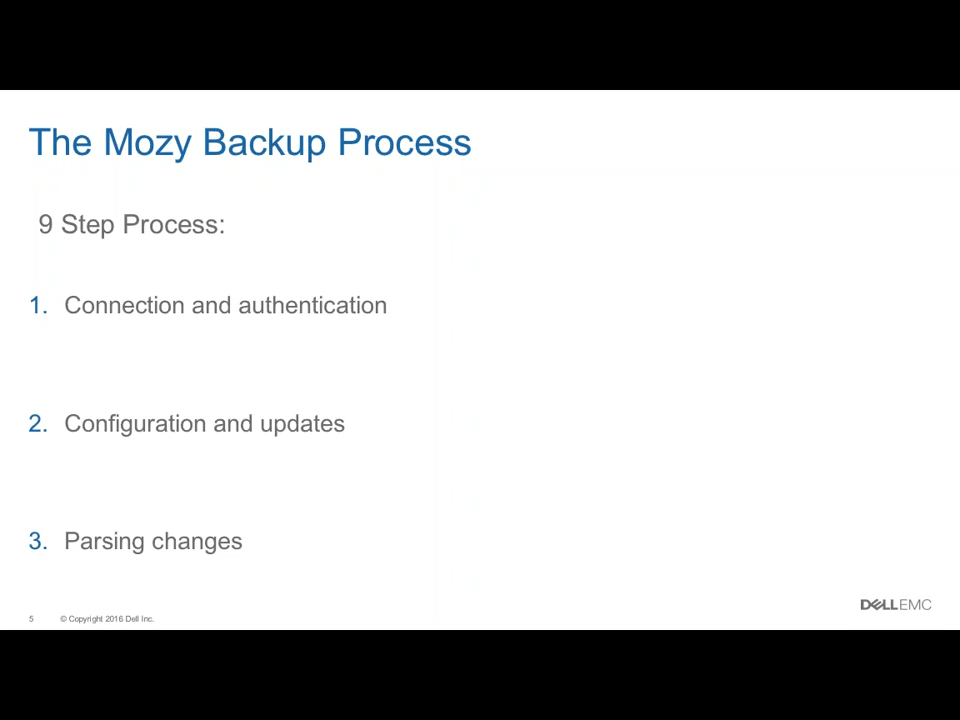 The Mozy Backup Process
9 Step Process:
1. Connection and authentication
2. Configuration and updates
3. Parsing changes
5 © Copyright 2016 Dell Inc.
DELLEMC